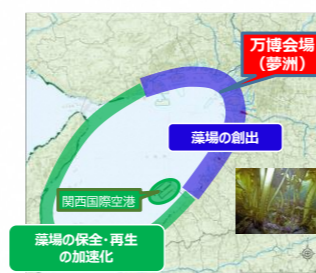 万博会場
（夢洲）
藻場の創出
関西国際空港
藻場の保全・再生
の加速化